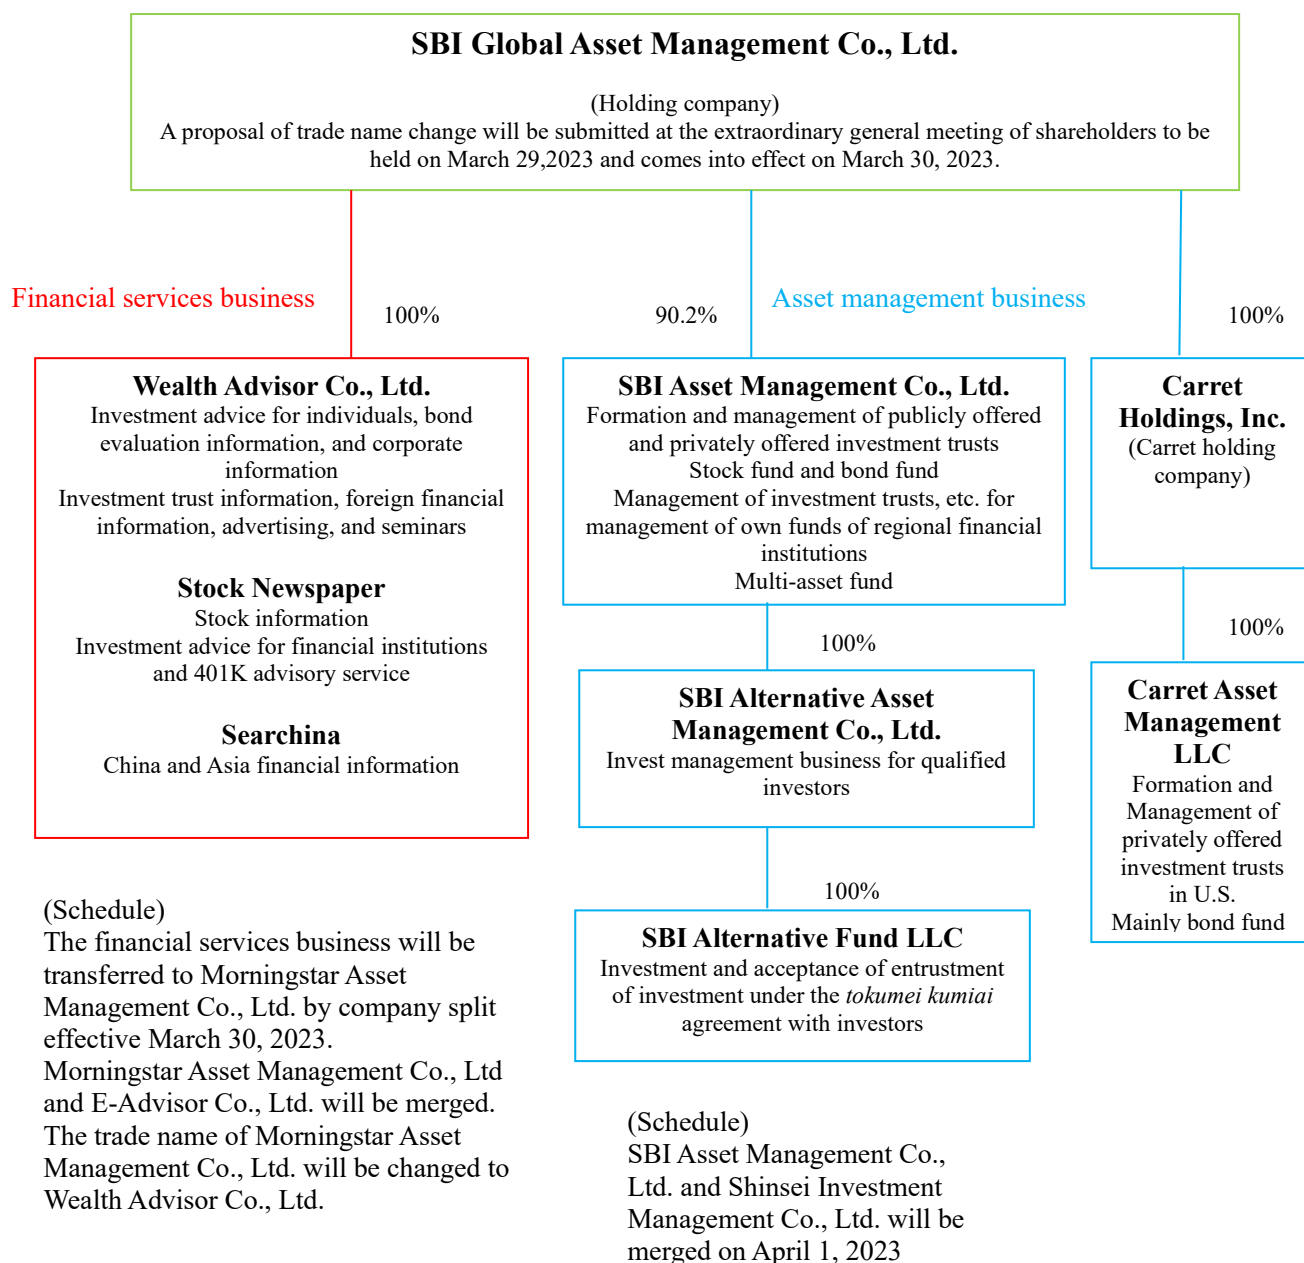 SBI Global Asset Management Co., Ltd.
(Holding company)
A proposal of trade name change will be submitted at the extraordinary general meeting of shareholders to be
held on March 29,2023 and comes into effect on March 30, 2023.
Financial services business
100%
90.2%
Asset management business
100%
Wealth Advisor Co., Ltd.
Investment advice for individuals, bond
evaluation information, and corporate
information
Investment trust information, foreign financial
information, advertising, and seminars
Stock Newspaper
Stock information
Investment advice for financial institutions
and 401K advisory service
Searchina
China and Asia financial information
SBI Asset Management Co., Ltd.
Formation and management of publicly offered
and privately offered investment trusts
Stock fund and bond fund
Management of investment trusts, etc. for
management of own funds of regional financial
institutions
Multi-asset fund
100%
SBI Alternative Asset
Management Co., Ltd.
Invest management business for qualified
investors
100%
SBI Alternative Fund LLC
Investment and acceptance of entrustment
of investment under the tokumei kumiai
agreement with investors
Carret
Holdings, Inc.
(Carret holding
company)
100%
Carret Asset
Management
LLC
Formation and
Management of
privately offered
investment trusts
in U.S.
Mainly bond fund
(Schedule)
The financial services business will be
transferred to Morningstar Asset
Management Co., Ltd. by company split
effective March 30, 2023.
Morningstar Asset Management Co., Ltd
and E-Advisor Co., Ltd. will be merged.
The trade name of Morningstar Asset
Management Co., Ltd. will be changed to
Wealth Advisor Co., Ltd.
(Schedule)
SBI Asset Management Co.,
Ltd. and Shinsei Investment
Management Co., Ltd. will be
merged on April 1, 2023